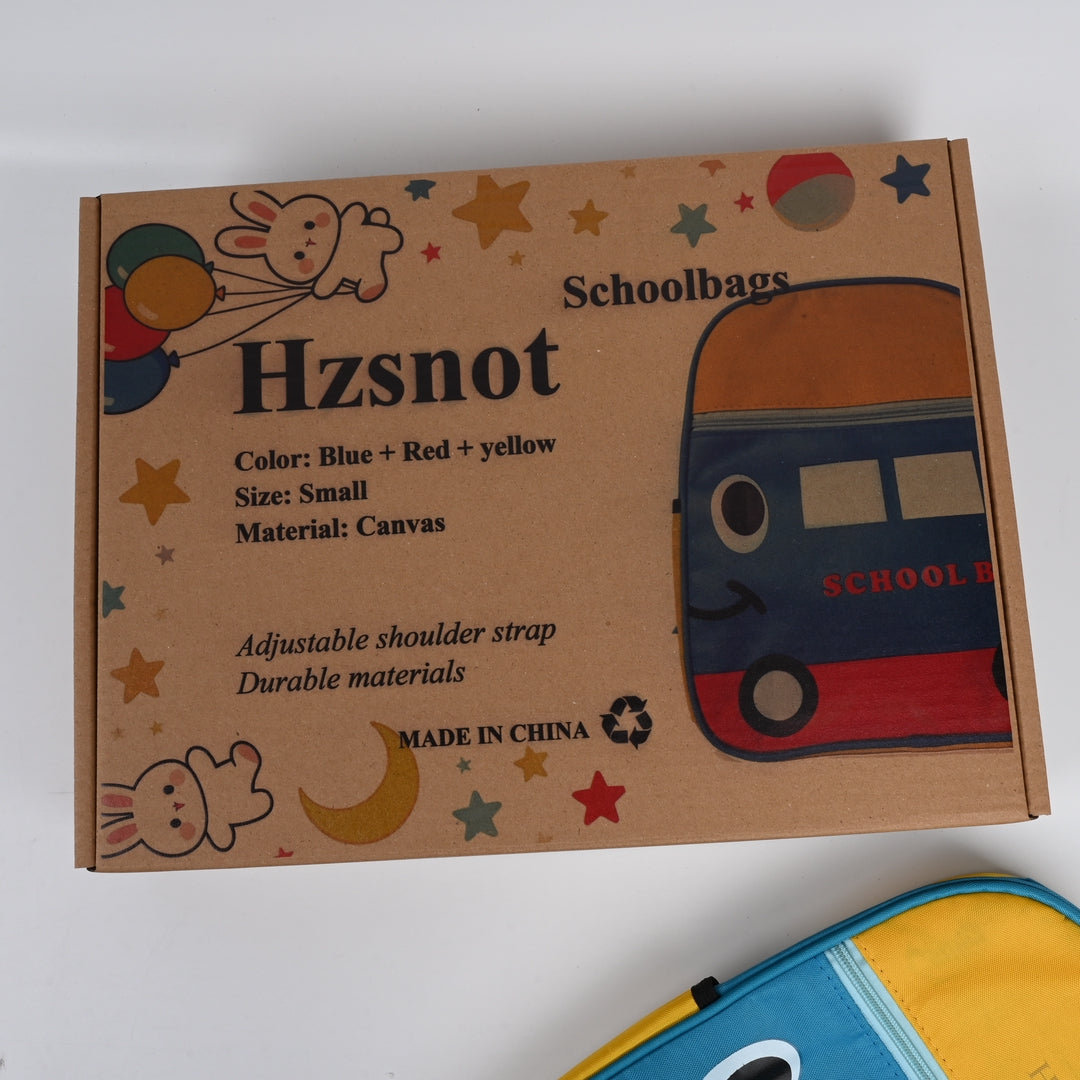 Schoolbags
Hzsnot
Color: Blue + Red + yellow
Size: Small
Material: Canvas
SCHOOL B
Adjustable shoulder strap
Durable materials
MADE IN CHINA